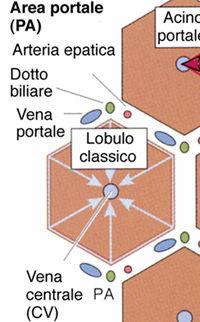 Area portale
(PA)
Acino
portale
Arteria epatica
Dotto
biliare
Vena
portale
Lobulo
classico
Vena
centrale
(CV)
PA